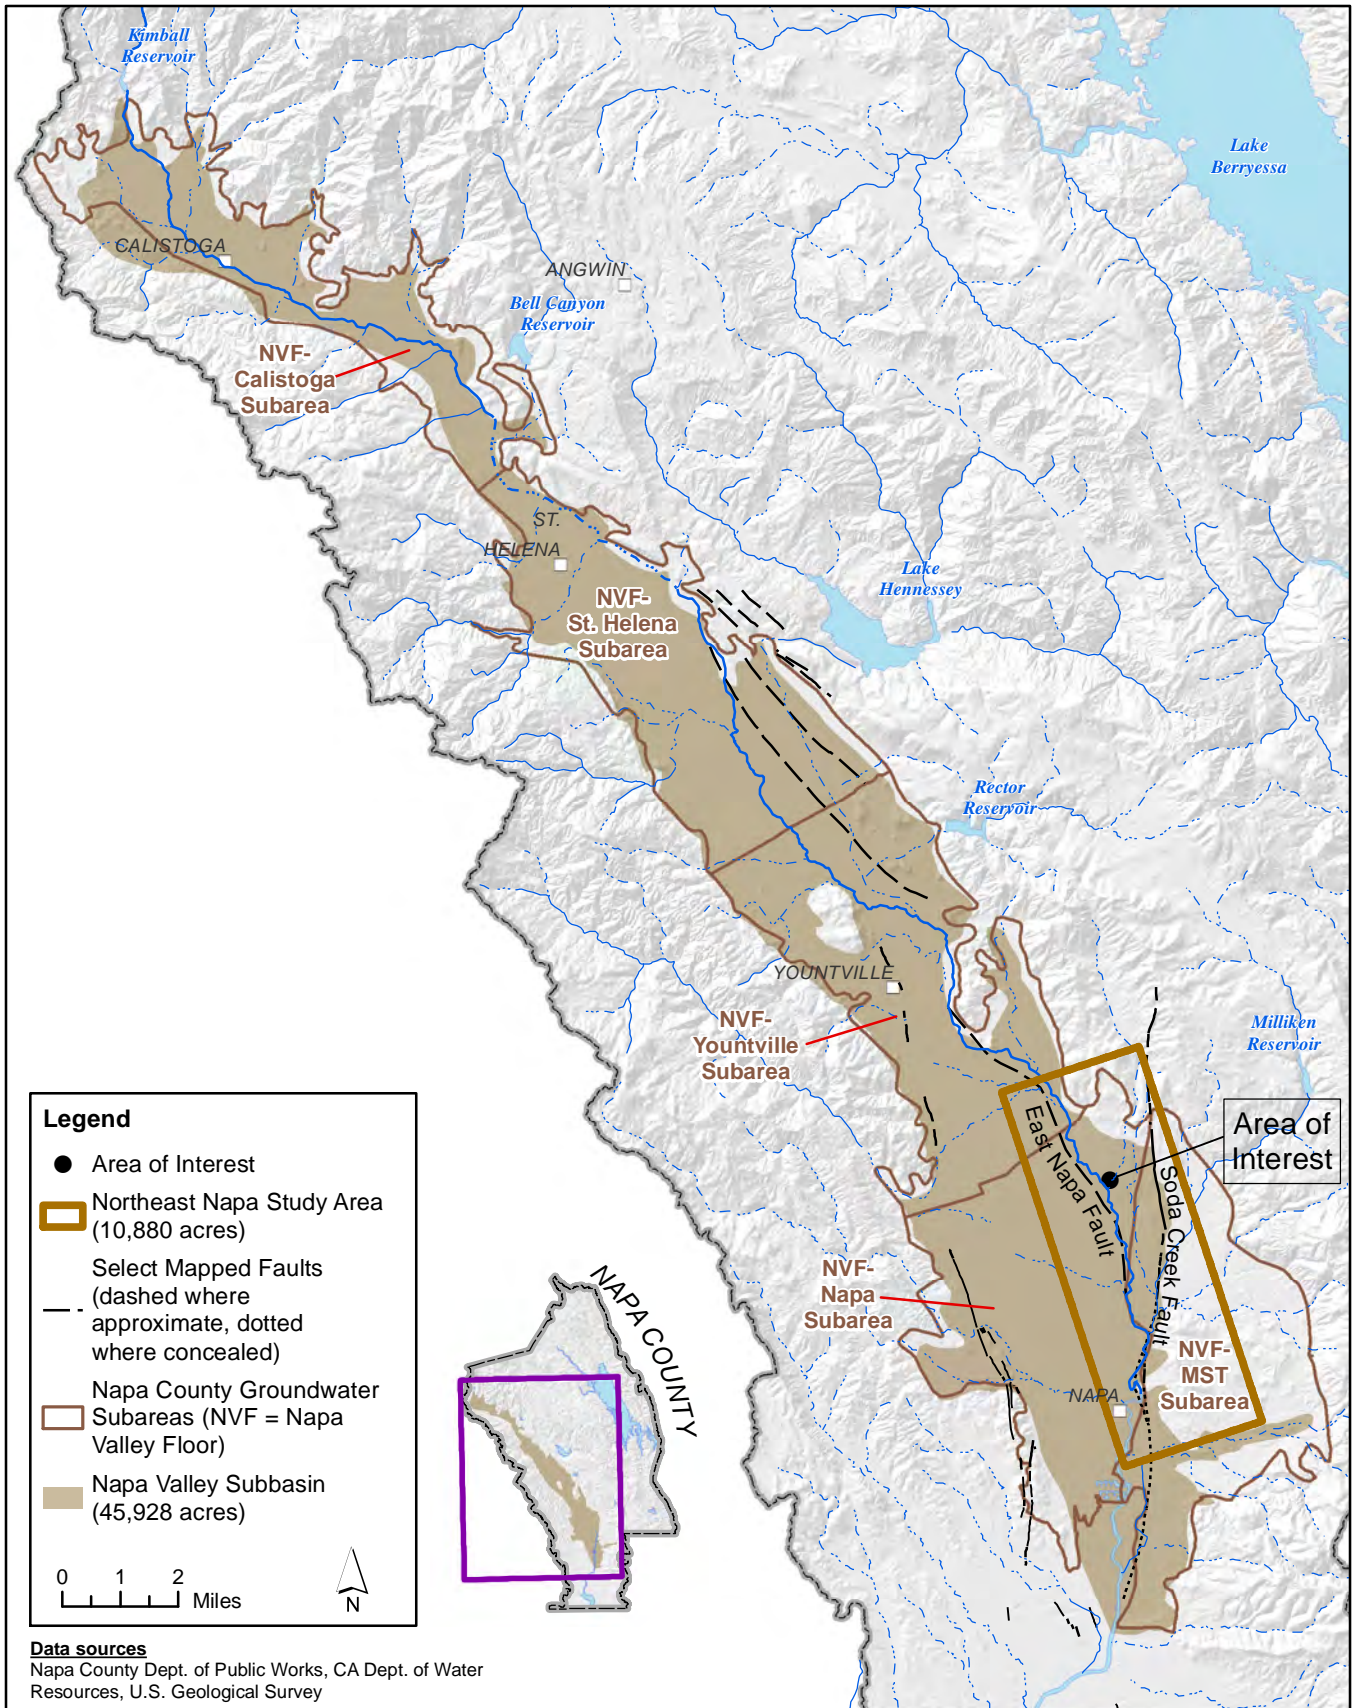 Kimball
Reservoir
Lake
Berryessa
CALISTOGA
ANGWIN
Bell Canyon
Reservoir
NVF-
Calistoga
Subarea
ST.
HELENA
Lake
Hennessey
NVF-
St. Helena
Subarea
Rector
Reservoir
YOUNTVILLE
NVF-
Yountville
Subarea
Milliken
Reservoir
East Napa Fault
Area of
Interest
Soda Creek Fault
NVF-
Napa
Subarea
NVF-
MST
Subarea
NAPA
Legend
Area of Interest
Northeast Napa Study Area
(10,880 acres)
Select Mapped Faults
(dashed where
approximate, dotted
where concealed)
Napa County Groundwater
Subareas (NVF = Napa
Valley Floor)
Napa Valley Subbasin
(45,928 acres)
0 1 2
Miles
N
NAPA COUNTY
Data sources
Napa County Dept. of Public Works, CA Dept. of Water
Resources, U.S. Geological Survey